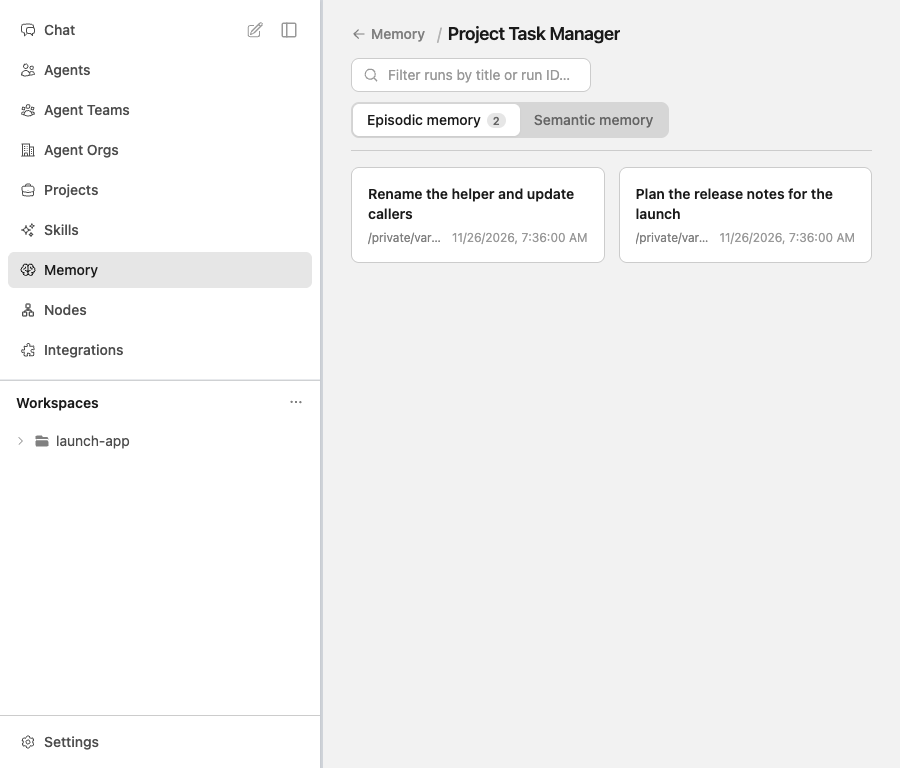 Chat
Agents
Agent Teams
Agent Orgs
Projects
Skills
Memory
Nodes
Integrations
Workspaces
launch-app
Settings
Memory / Project Task Manager
Filter runs by title or run ID...
Episodic memory 2
Semantic memory
Rename the helper and update
callers
/private/var... 11/26/2026, 7:36:00 AM
Plan the release notes for the
launch
/private/var... 11/26/2026, 7:36:00 AM